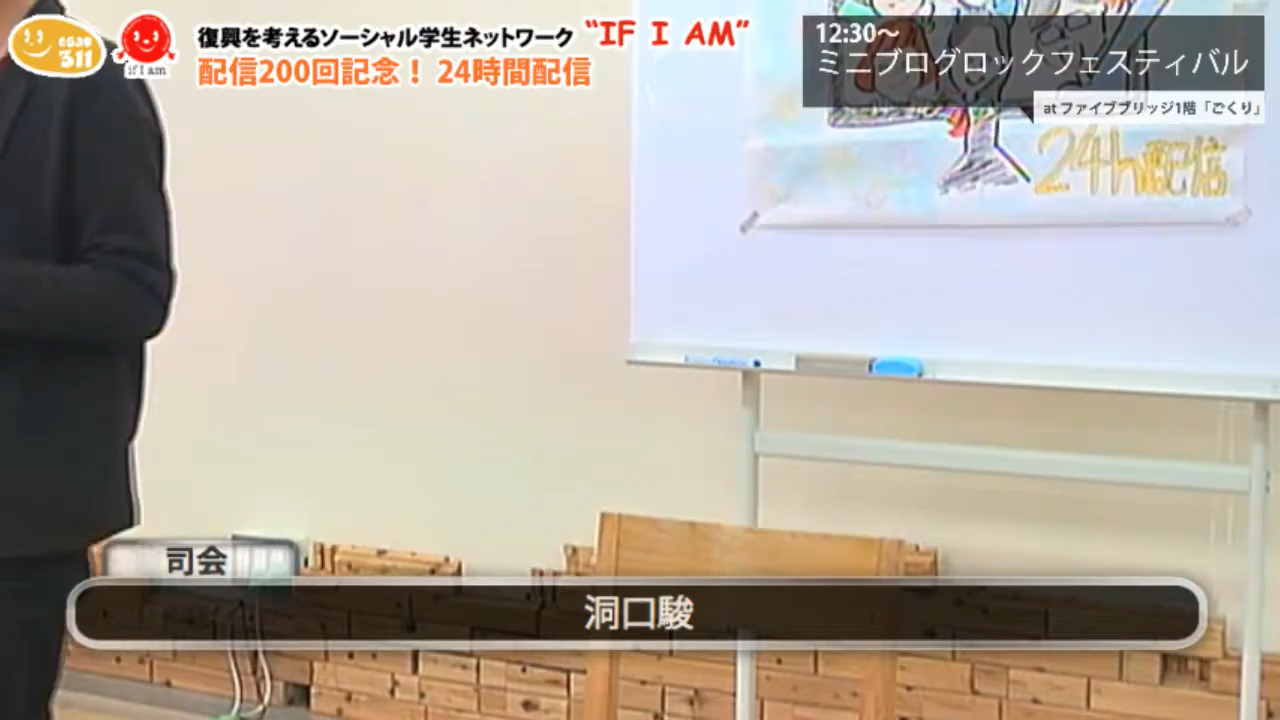 復興を考えるソーシャル学生ネットワーク "IF I AM"
配信200回記念！ 24時間配信
311
if I am
12:30～
ミニブログロックフェスティバル
at ファイブブリッジ1階「ごくり」
24h配信
司会
洞口駿